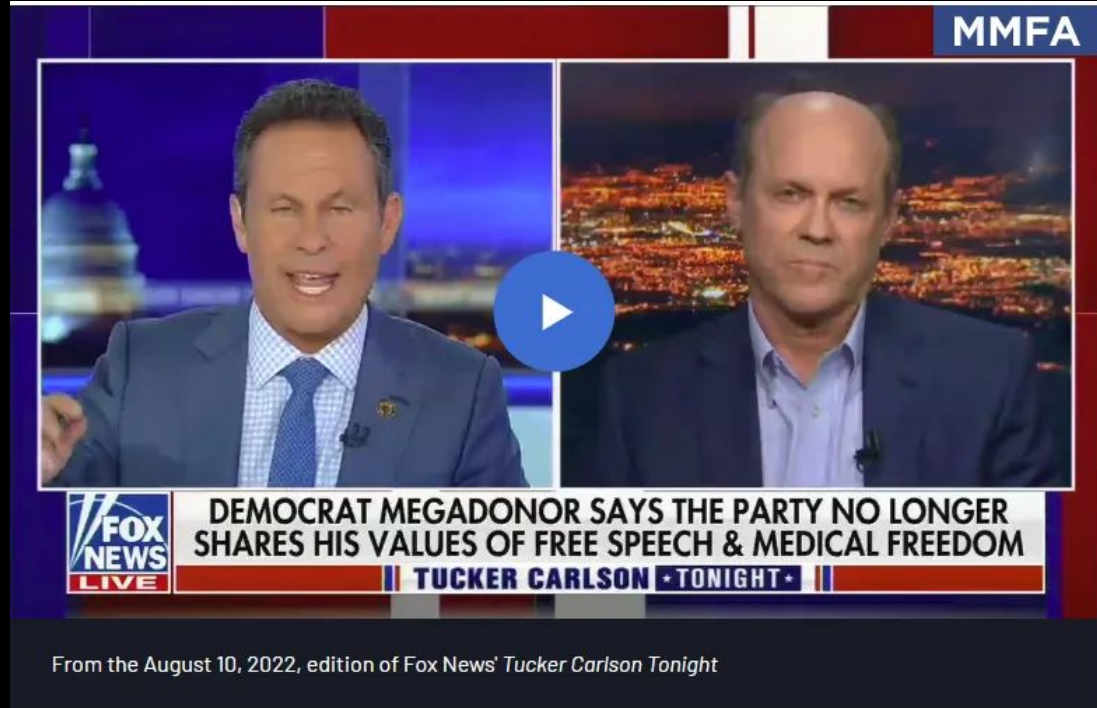 MMFA
DEMOCRAT MEGADONOR SAYS THE PARTY NO LONGER
SHARES HIS VALUES OF FREE SPEECH & MEDICAL FREEDOM
FOX
NEWS
LIVE
TUCKER CARLSON TONIGHT
From the August 10, 2022, edition of Fox News' Tucker Carlson Tonight